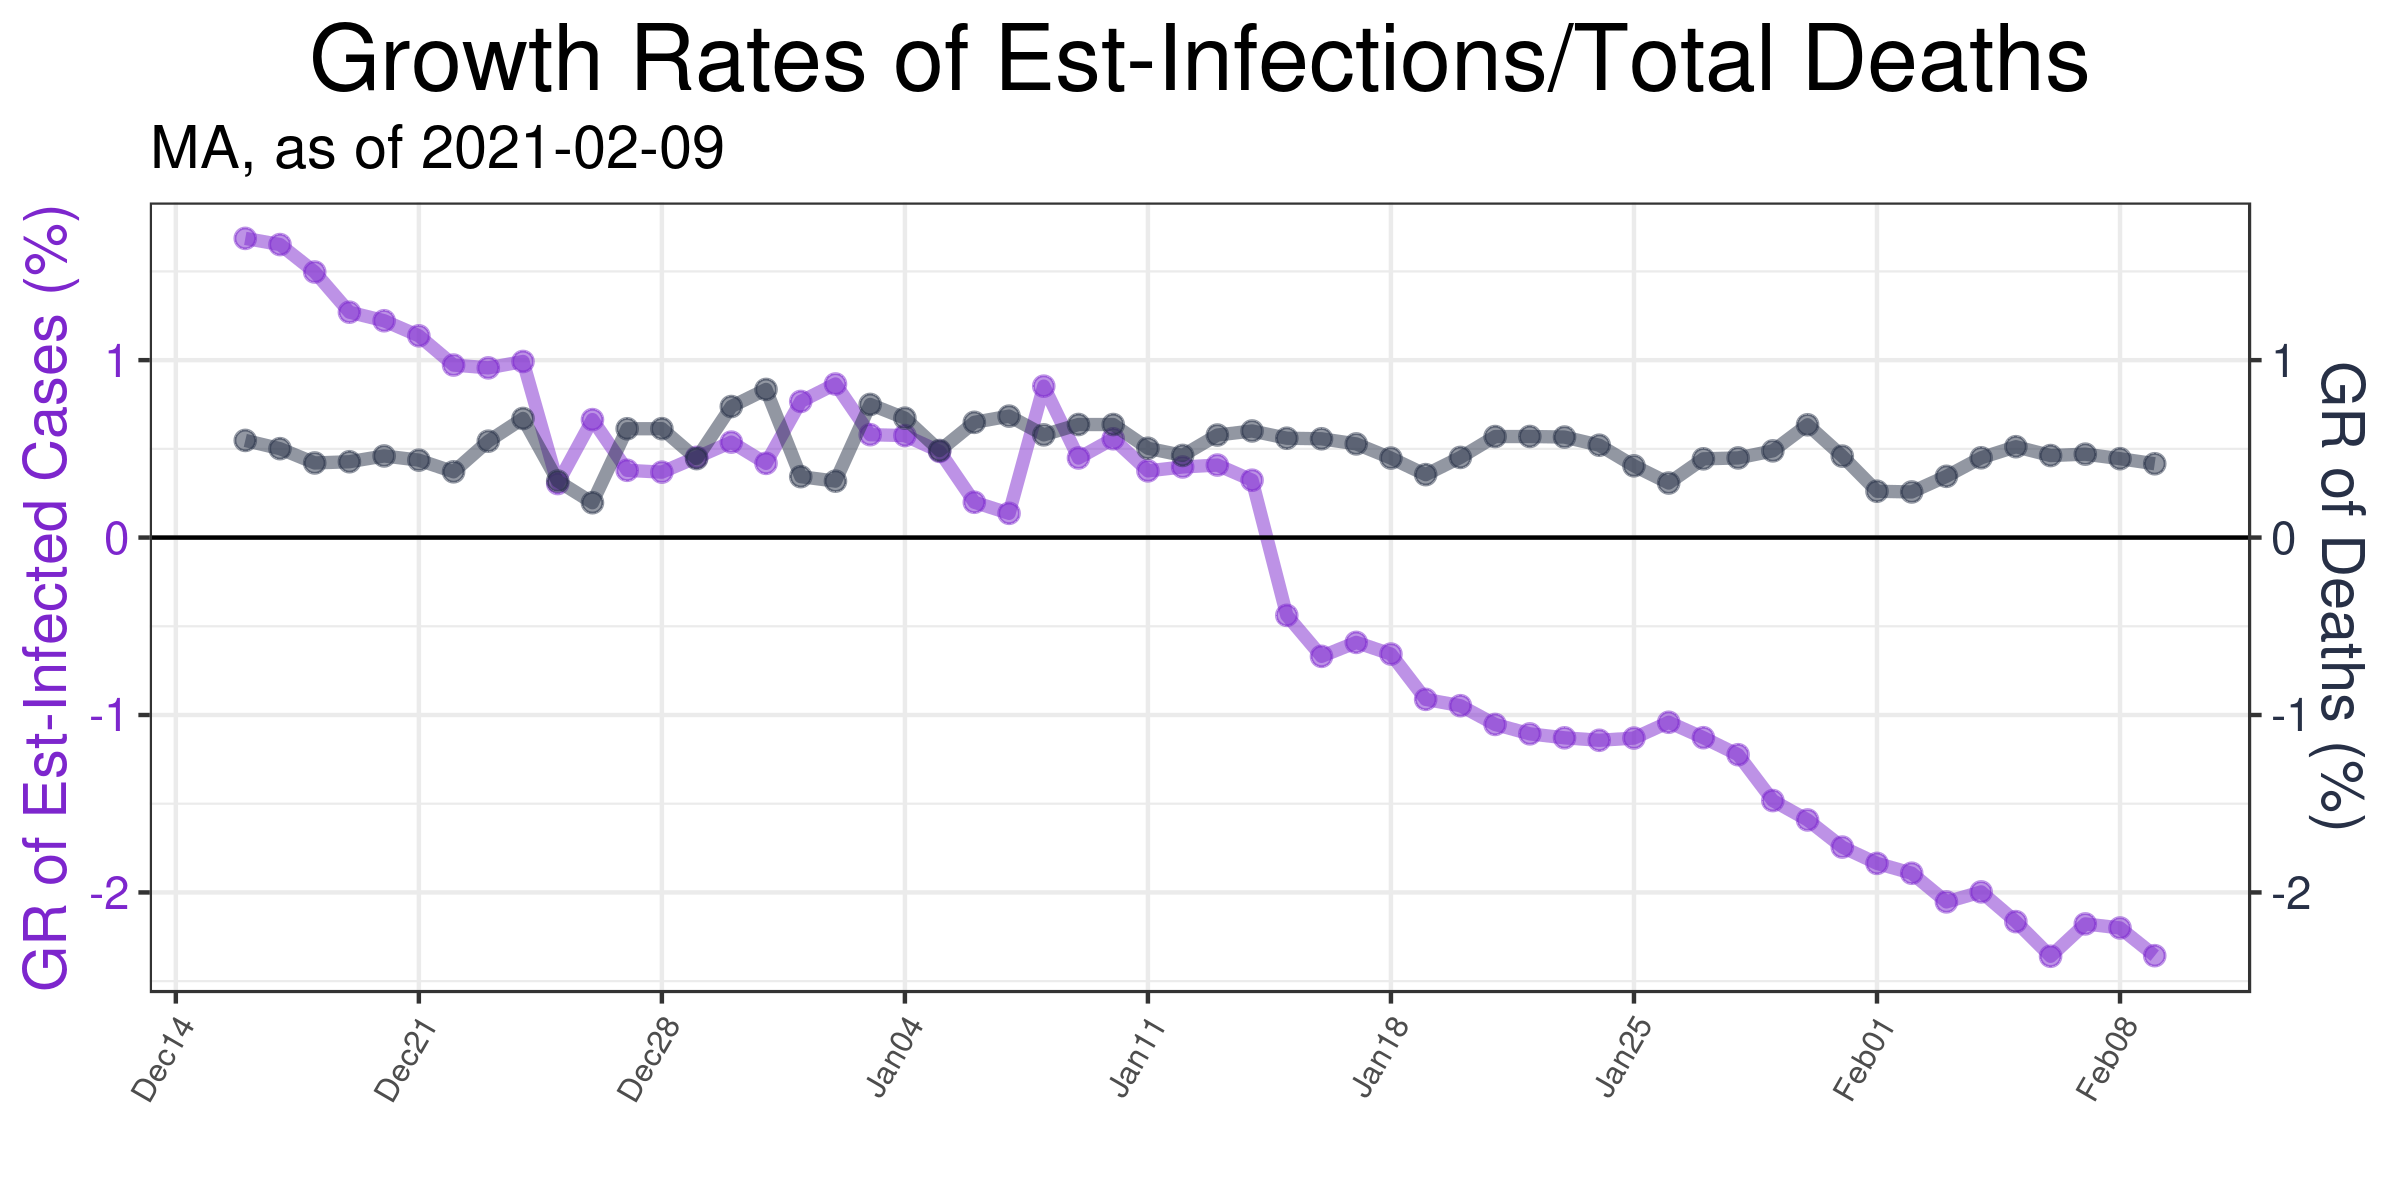 Growth Rates of Est-Infections/Total Deaths
MA, as of 2021-02-09
GR of Est-Infected Cases (%)
1
0
-1
-2
1
0
-1
-2
GR of Deaths (%)
Dec14
Dec21
Dec28
Jan04
Jan11
Jan18
Jan25
Feb01
Feb08